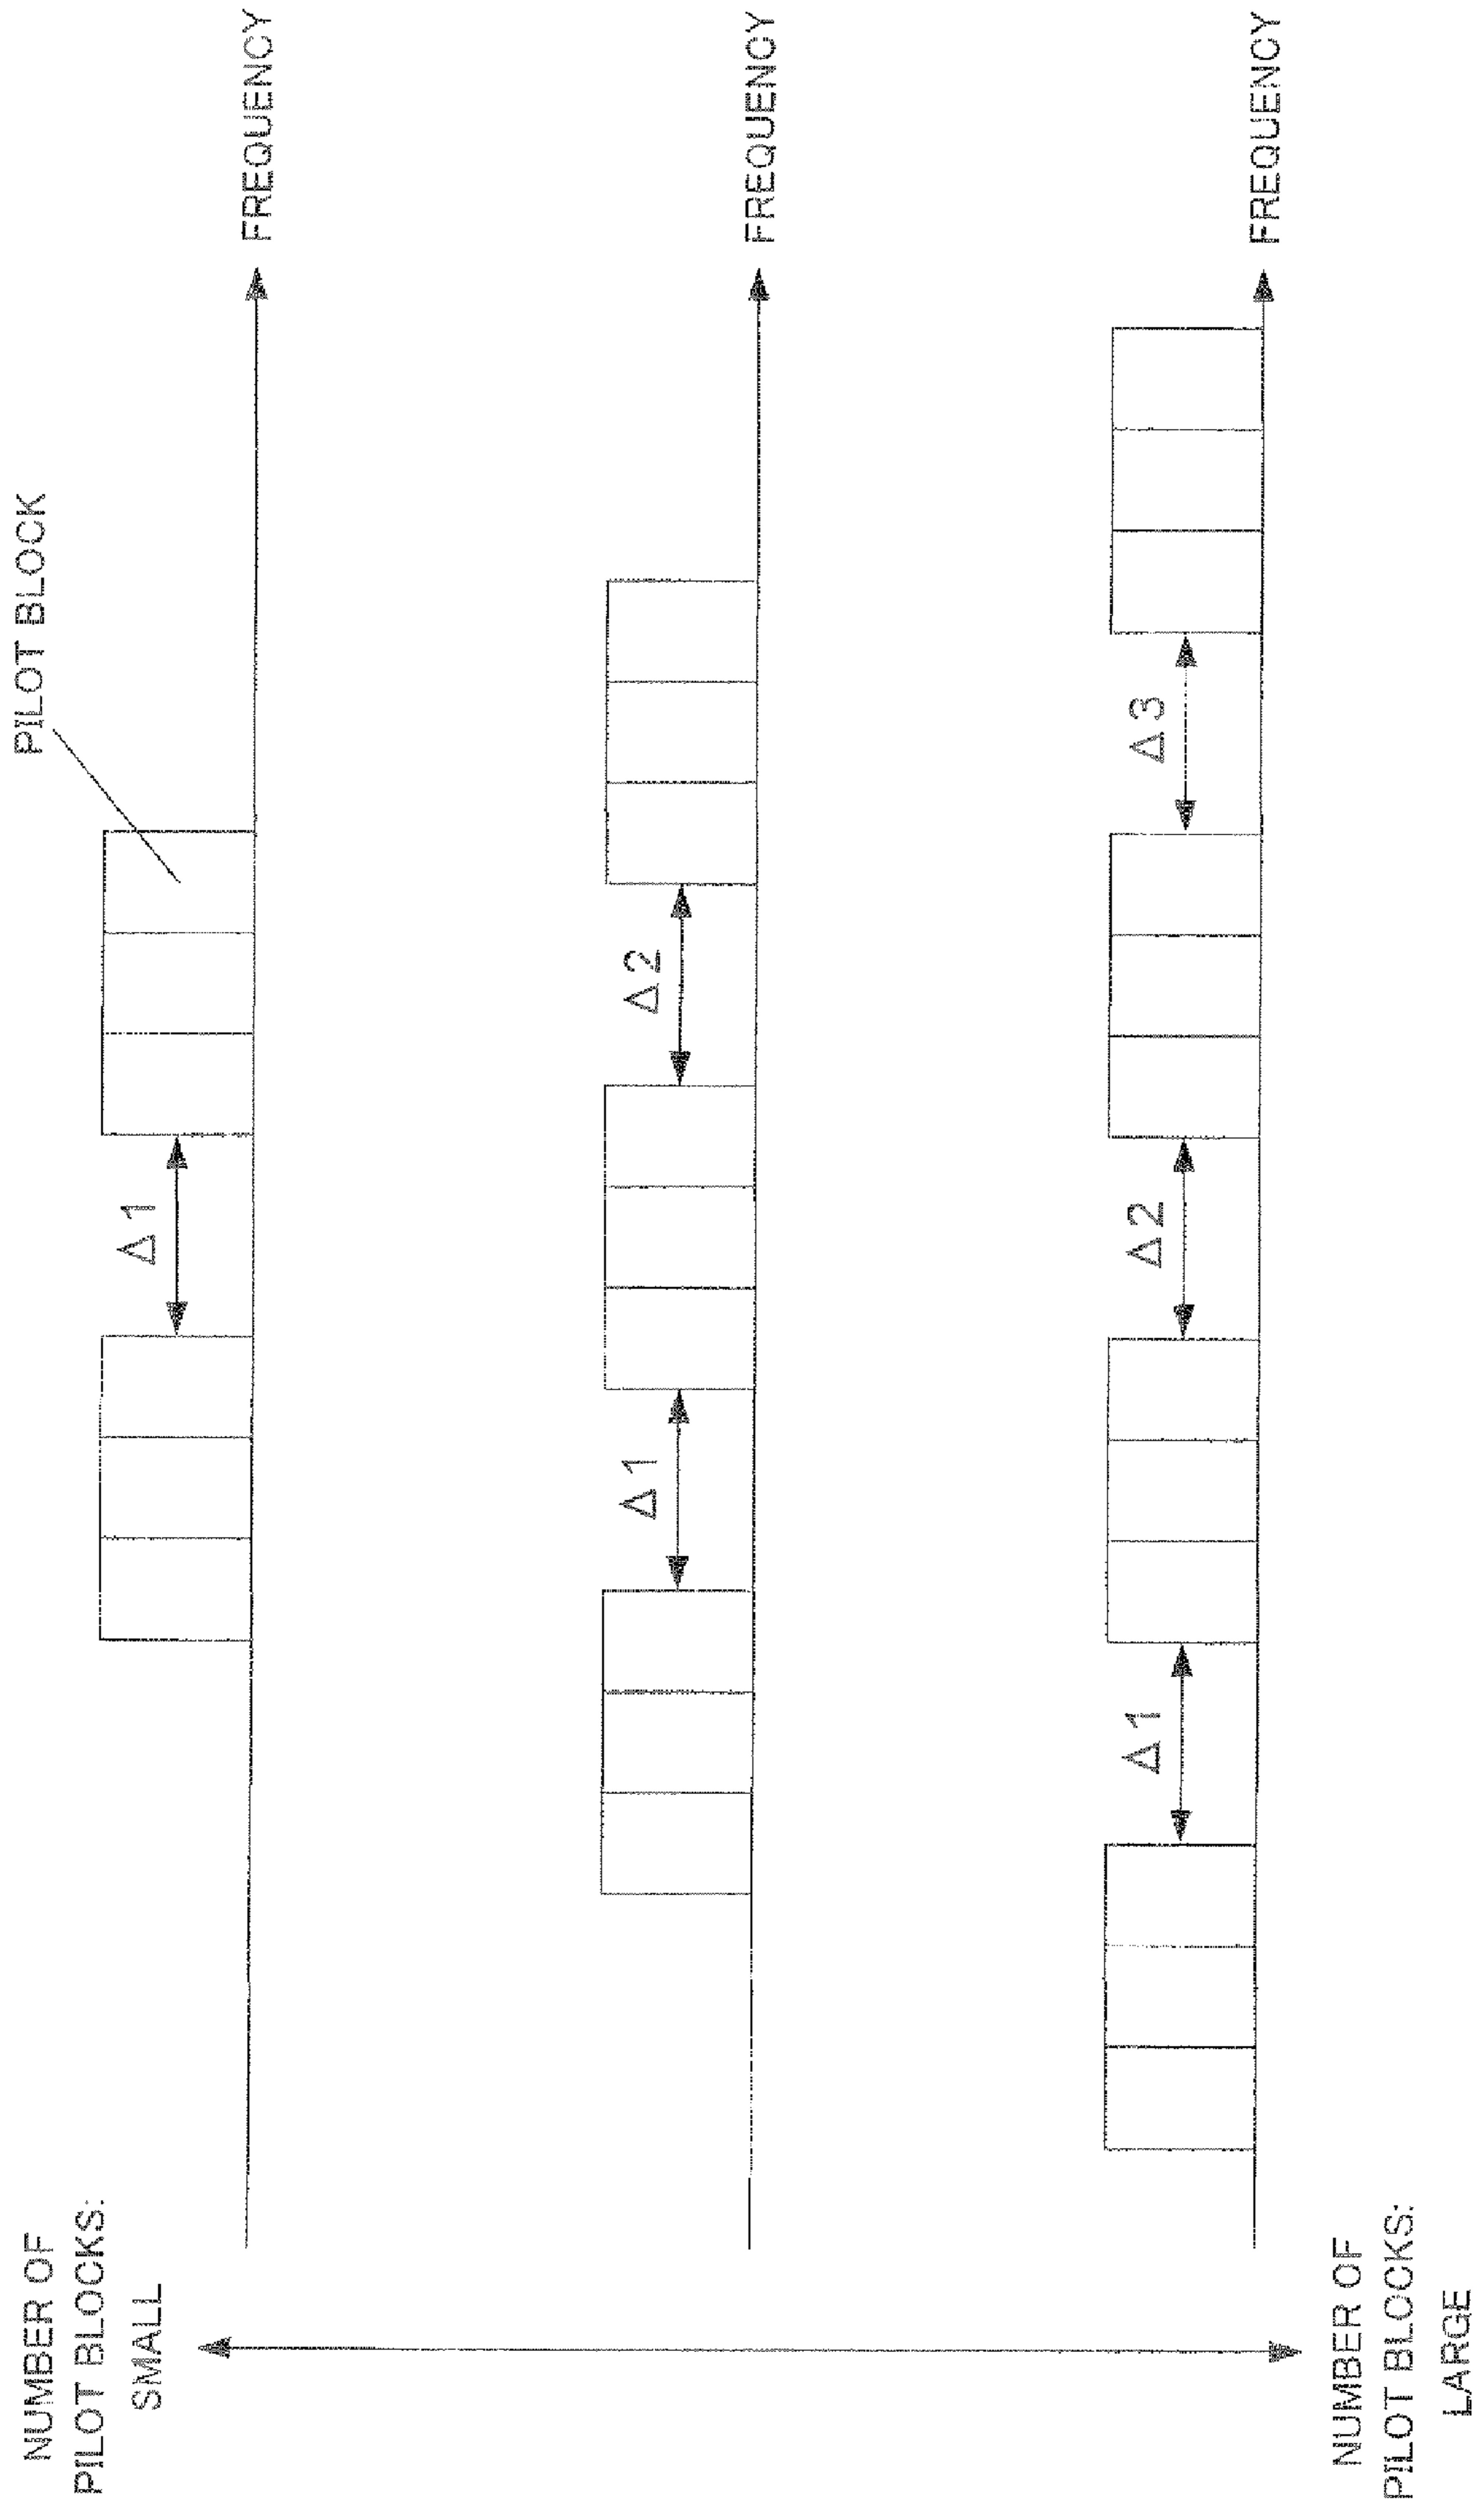 NUMBER OF
PILOT BLOCKS:
SMALL
PILOT BLOCK
Δ1
FREQUENCY
Δ1
Δ2
FREQUENCY
Δ1
Δ2
Δ3
FREQUENCY
NUMBER OF
PILOT BLOCKS:
LARGE